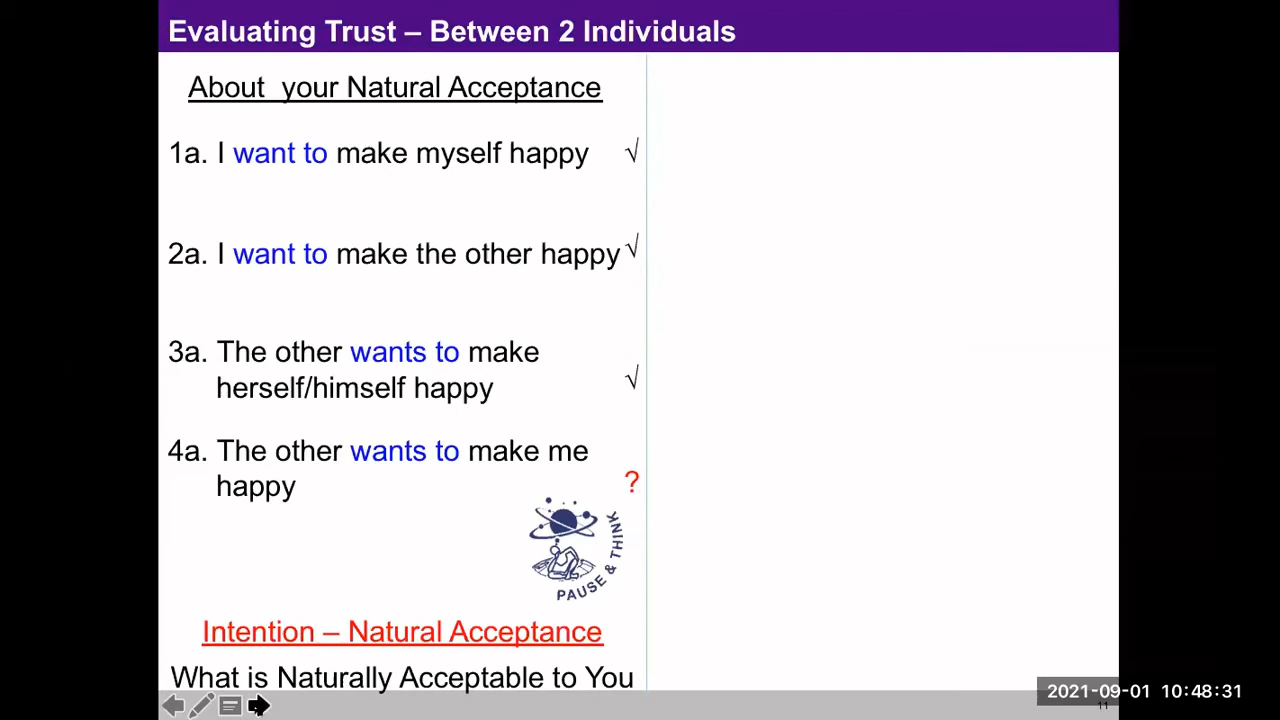 Evaluating Trust – Between 2 Individuals
About your Natural Acceptance
1a. I want to make myself happy √
2a. I want to make the other happy √
3a. The other wants to make
herself/himself happy √
4a. The other wants to make me
happy ?
PAUSE & THINK
Intention – Natural Acceptance
What is Naturally Acceptable to You
2021-09-01 10:48:31
11